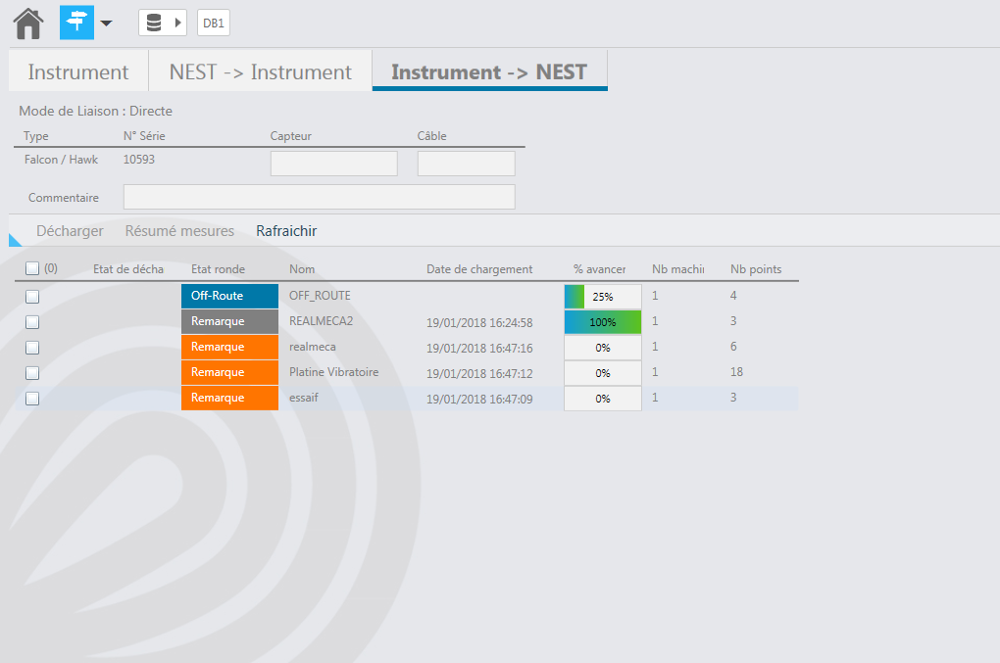 DB1
Instrument NEST -> Instrument Instrument -> NEST
Mode de Liaison : Directe
Type N° Série Capteur Câble
Falcon / Hawk 10593
Commentaire
Décharger Résumé mesures Rafraichir
(0) Etat de décha Etat ronde Nom Date de chargement % avancer Nb machir Nb points
Off-Route OFF_ROUTE 25% 1 4
Remarque REALMECA2 19/01/2018 16:24:58 100% 1 3
Remarque realmeca 19/01/2018 16:47:16 0% 1 6
Remarque Platine Vibratoire 19/01/2018 16:47:12 0% 1 18
Remarque essaif 19/01/2018 16:47:09 0% 1 3